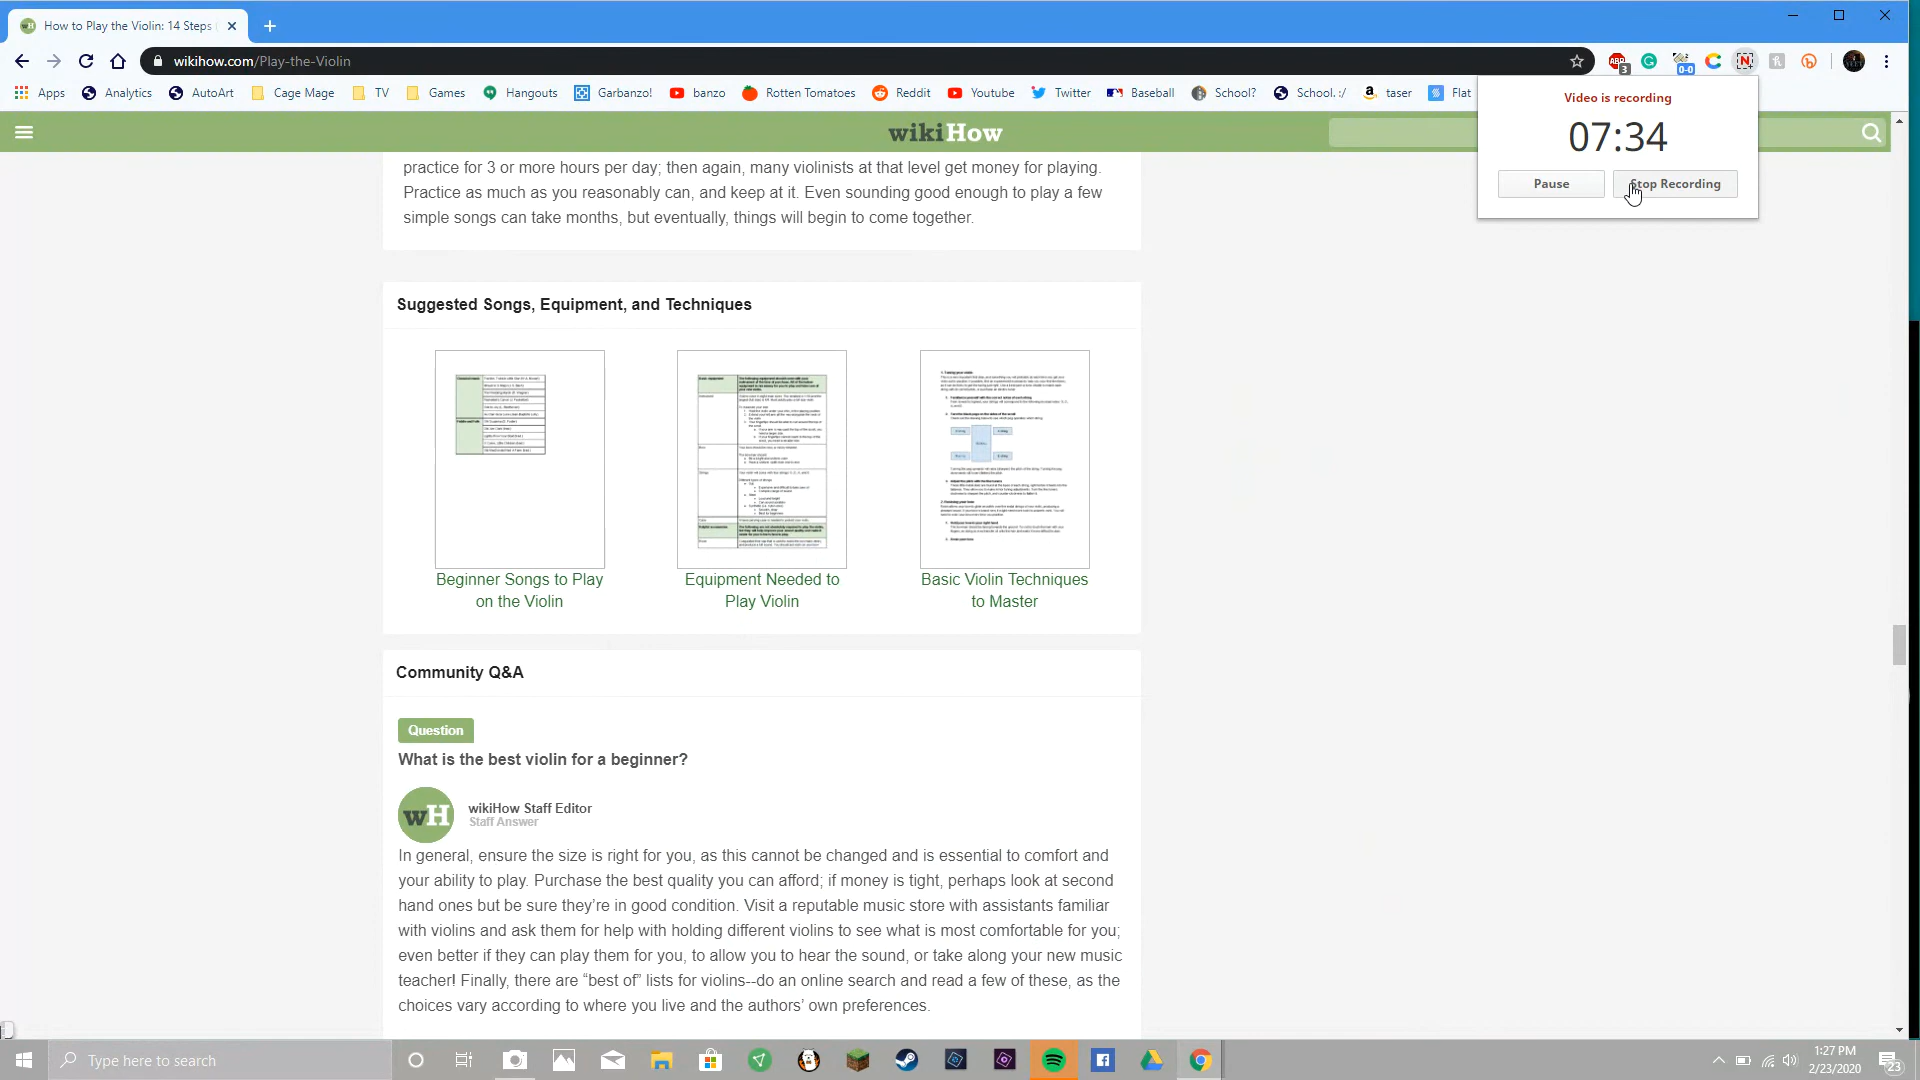 How to Play the Violin: 14 Steps
wikihow.com/Play-the-Violin
Apps Analytics AutoArt Cage Mage TV Games Hangouts Garbanzo! banzo Rotten Tomatoes Reddit Youtube Twitter Baseball School? School. :/ taser Flat
Video is recording
07:34
Pause Stop Recording
wikiHow
practice for 3 or more hours per day; then again, many violinists at that level get money for playing.
Practice as much as you reasonably can, and keep at it. Even sounding good enough to play a few
simple songs can take months, but eventually, things will begin to come together.
Suggested Songs, Equipment, and Techniques
Beginner Songs to Play
on the Violin
Equipment Needed to
Play Violin
Basic Violin Techniques
to Master
Community Q&A
Question
What is the best violin for a beginner?
wH
wikiHow Staff Editor
Staff Answer
In general, ensure the size is right for you, as this cannot be changed and is essential to comfort and
your ability to play. Purchase the best quality you can afford; if money is tight, perhaps look at second
hand ones but be sure they’re in good condition. Visit a reputable music store with assistants familiar
with violins and ask them for help with holding different violins to see what is most comfortable for you;
even better if they can play them for you, to allow you to hear the sound, or take along your new music
teacher! Finally, there are “best of” lists for violins--do an online search and read a few of these, as the
choices vary according to where you live and the authors’ own preferences.
Type here to search
1:27 PM
2/23/2020
23